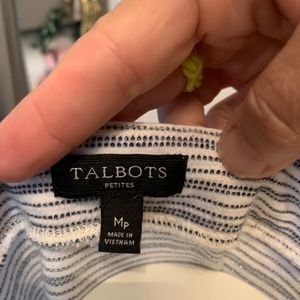 TALBOTS
PETITES
MP
MADE IN
VIETNAM